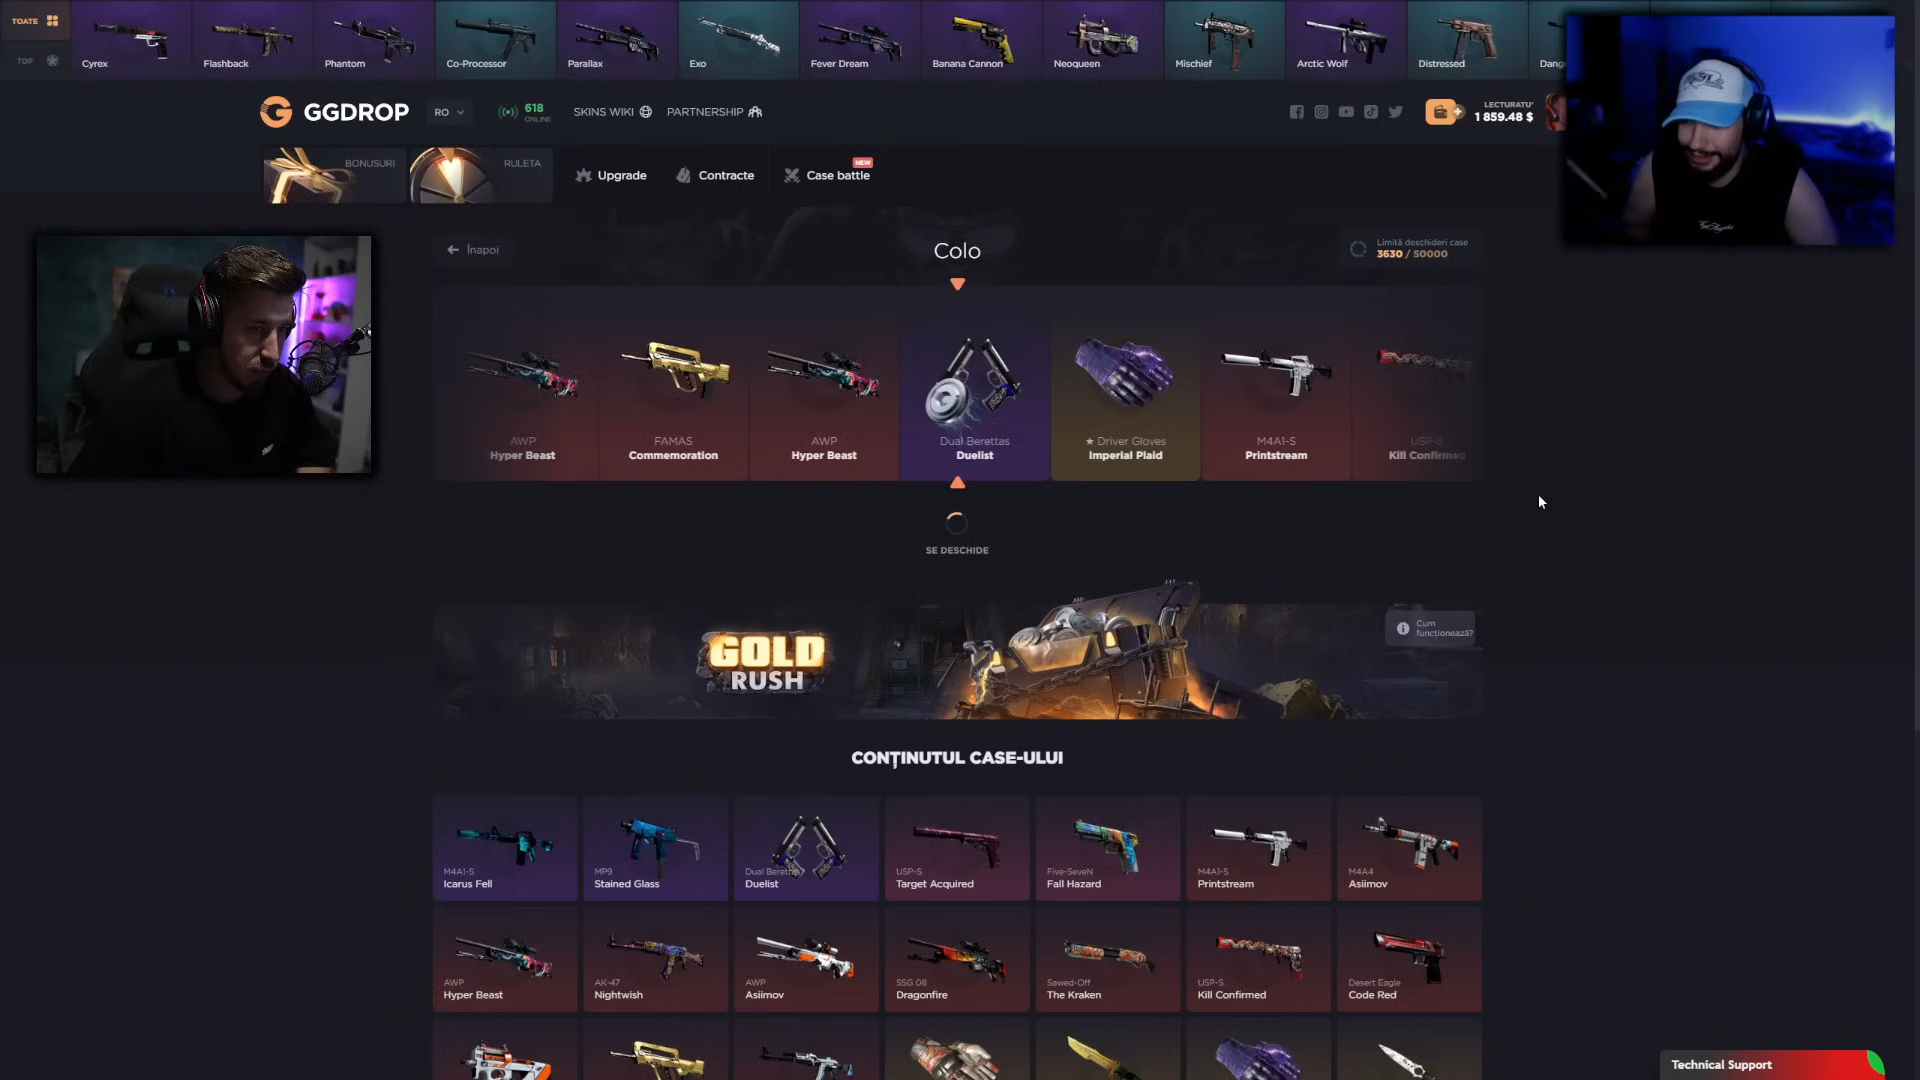 TOATE
TOP
Cyrex
Flashback
Phantom
Co-Processor
Parallax
Exo
Fever Dream
Banana Cannon
Neoqueen
Mischief
Arctic Wolf
Distressed
GGDROP
RO
618
ONLINE
SKINS WIKI
PARTNERSHIP
LECTURATU'
1 859.48 $
BONUSURI
RULETA
Upgrade
Contracte
NEW
Case battle
Înapoi
Colo
Limită deschideri case
3630 / 50000
AWP
Hyper Beast
FAMAS
Commemoration
AWP
Hyper Beast
Dual Berettas
Duelist
★ Driver Gloves
Imperial Plaid
M4A1-S
Printstream
USP-S
Kill Confirmed
SE DESCHIDE
GOLD
RUSH
Cum
funcționează?
CONȚINUTUL CASE-ULUI
M4A1-S
Icarus Fell
MP9
Stained Glass
Dual Berettas
Duelist
USP-S
Target Acquired
Five-SeveN
Fall Hazard
M4A1-S
Printstream
M4A4
Asiimov
AWP
Hyper Beast
AK-47
Nightwish
AWP
Asiimov
SSG 08
Dragonfire
Sawed-Off
The Kraken
USP-S
Kill Confirmed
Desert Eagle
Code Red
Technical Support